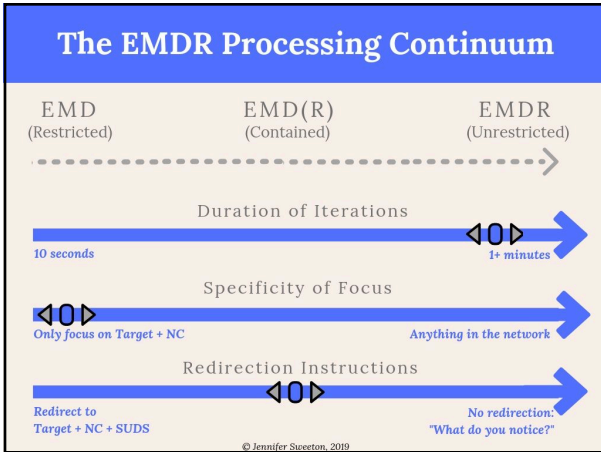 The EMDR Processing Continuum
EMD EMD(R) EMDR
(Restricted) (Contained) (Unrestricted)
Duration of Iterations
10 seconds 1+ minutes
Specificity of Focus
Only focus on Target + NC Anything in the network
Redirection Instructions
Redirect to No redirection:
Target + NC + SUDS "What do you notice?"
© Jennifer Sweeton, 2019